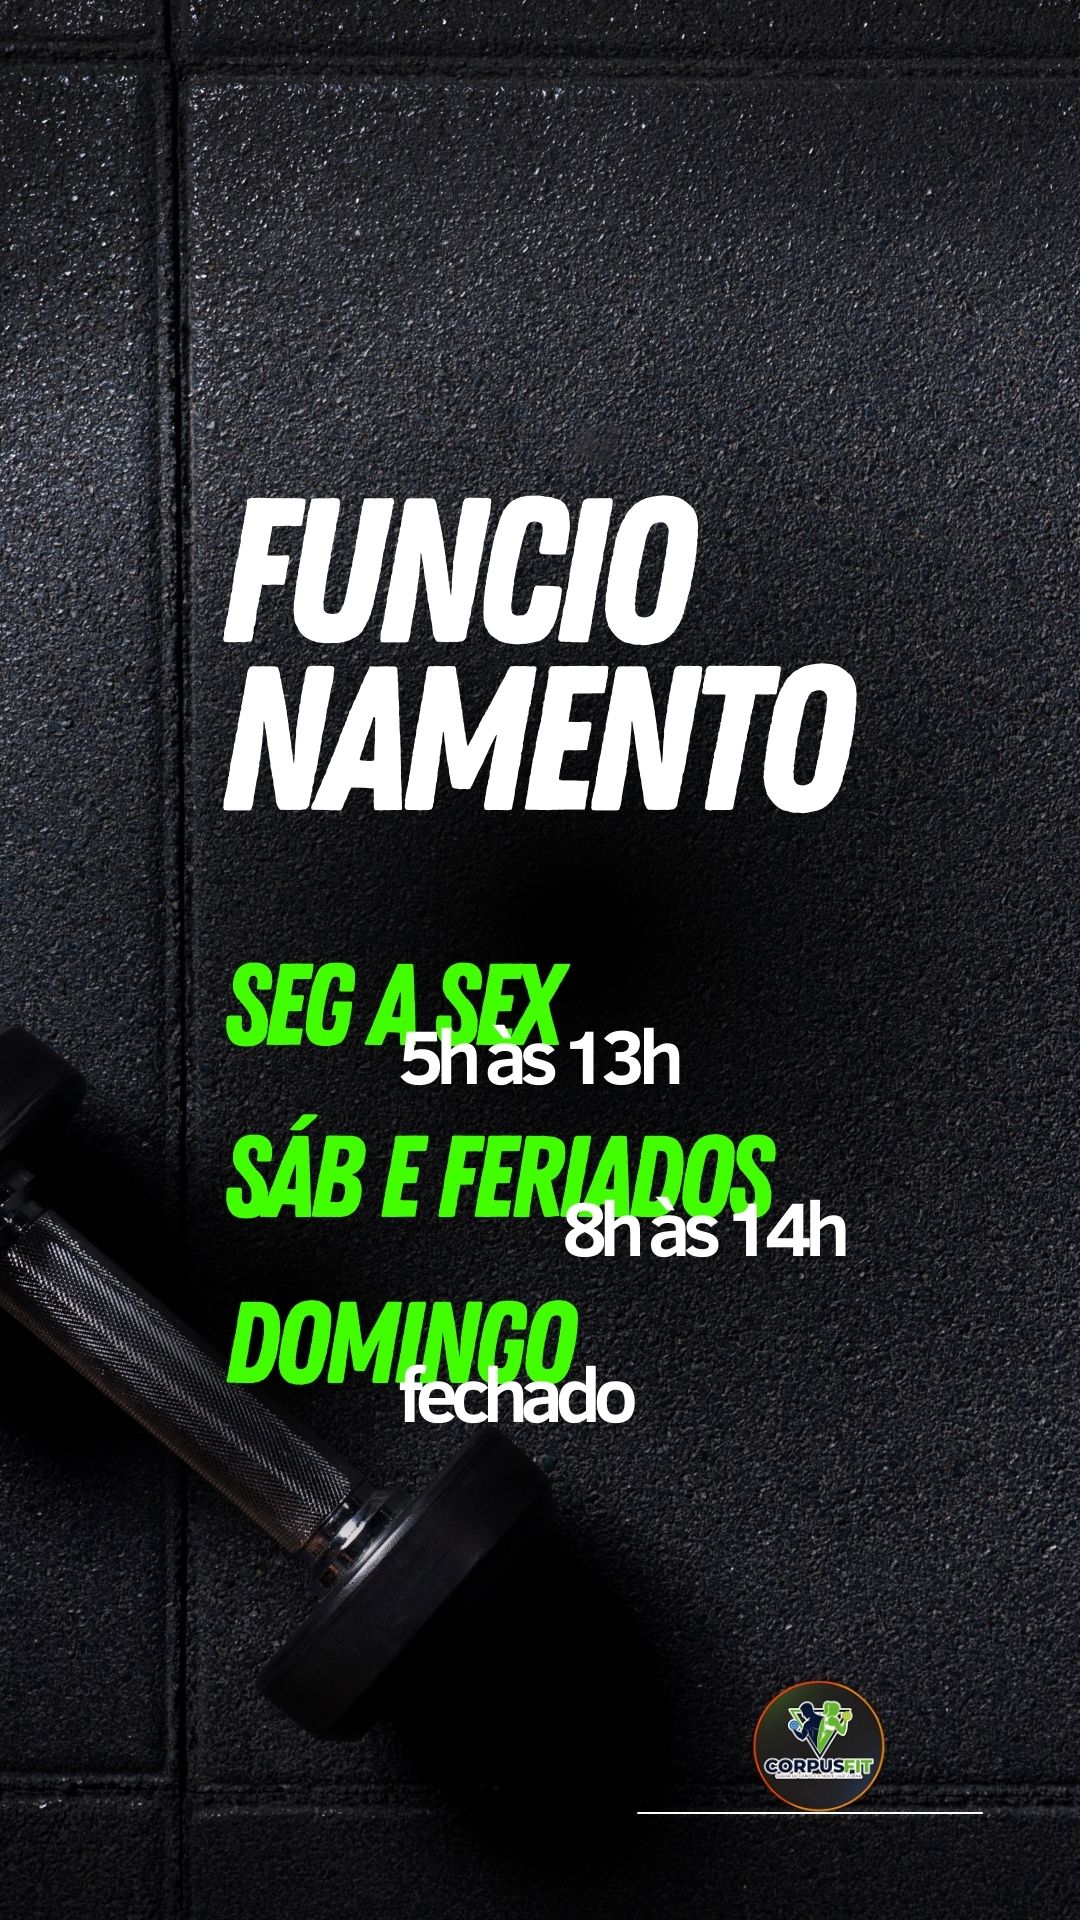 FUNCIO
NAMENTO
SEG A SEX
5h às 13h
SÁB E FERIADOS
8h às 14h
DOMINGO
fechado
CORPUSFIT